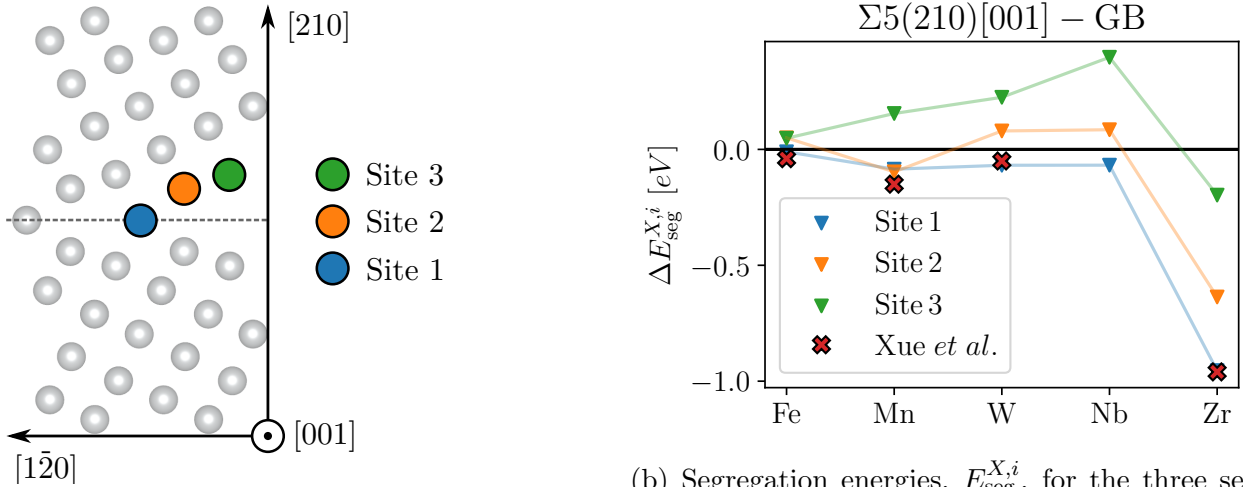 [210]
Site 3
Site 2
Site 1
[001]
[12̄0]
Σ5(210)[001] − GB
ΔE_seg^{X,i} [eV]
0.0
−0.5
−1.0
Site 1
Site 2
Site 3
Xue et al.
Fe Mn W Nb Zr
(b) Segregation energies, E_seg^{X,i}, for the three se